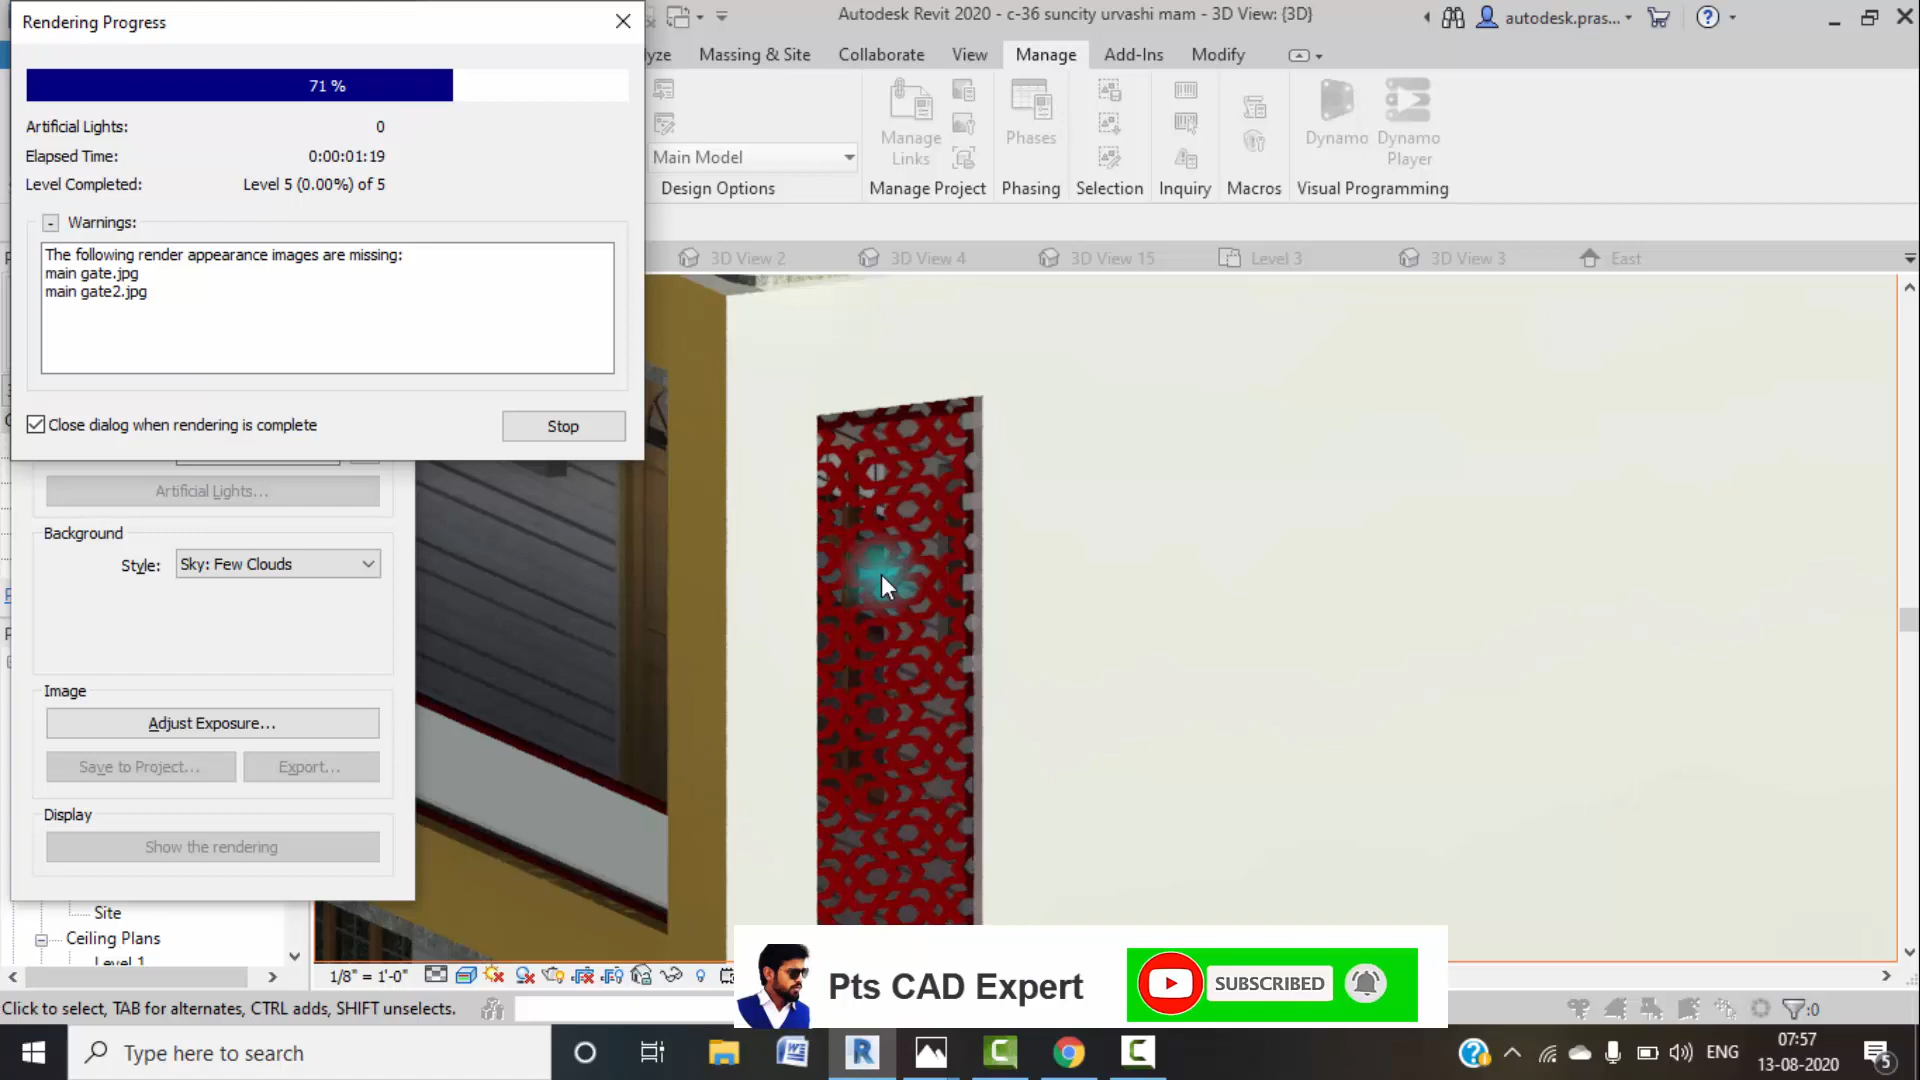 Rendering Progress
Autodesk Revit 2020 - c-36 suncity urvashi mam - 3D View: {3D}
autodesk.pras...
71 %
Massing & Site
Collaborate
View
Manage
Add-Ins
Modify
Artificial Lights: 0
Elapsed Time: 0:00:01:19
Level Completed: Level 5 (0.00%) of 5
Main Model
Manage Links
Phases
Dynamo
Dynamo Player
Design Options
Manage Project
Phasing
Selection
Inquiry
Macros
Visual Programming
- Warnings:
The following render appearance images are missing:
main gate.jpg
main gate2.jpg
3D View 2
3D View 4
3D View 15
Level 3
3D View 3
East
Close dialog when rendering is complete
Stop
Artificial Lights...
Background
Style: Sky: Few Clouds
Image
Adjust Exposure...
Save to Project...
Export...
Display
Show the rendering
Site
Ceiling Plans
Level 1
1/8" = 1'-0"
Click to select, TAB for alternates, CTRL adds, SHIFT unselects.
:0
Pts CAD Expert
SUBSCRIBED
Type here to search
ENG
07:57
13-08-2020
5